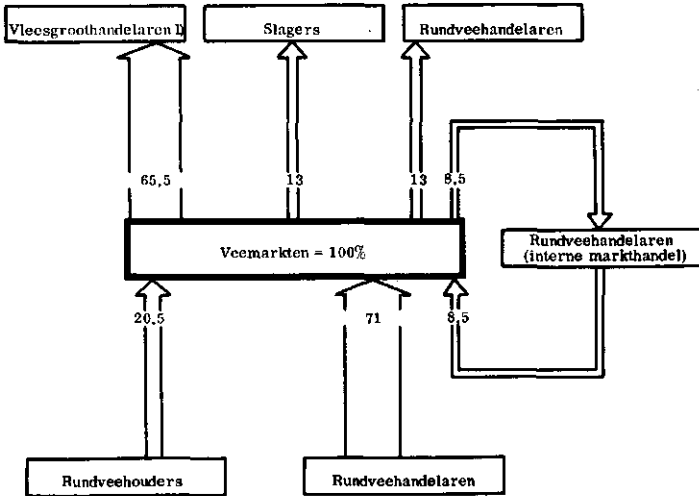 Vleesgroothandelaren 1)
Slagers
Rundveehandelaren
65,5
13
13
8,5
Veemarkten = 100%
Rundveehandelaren
(interne markthandel)
20,5
71
8,5
Rundveehouders
Rundveehandelaren